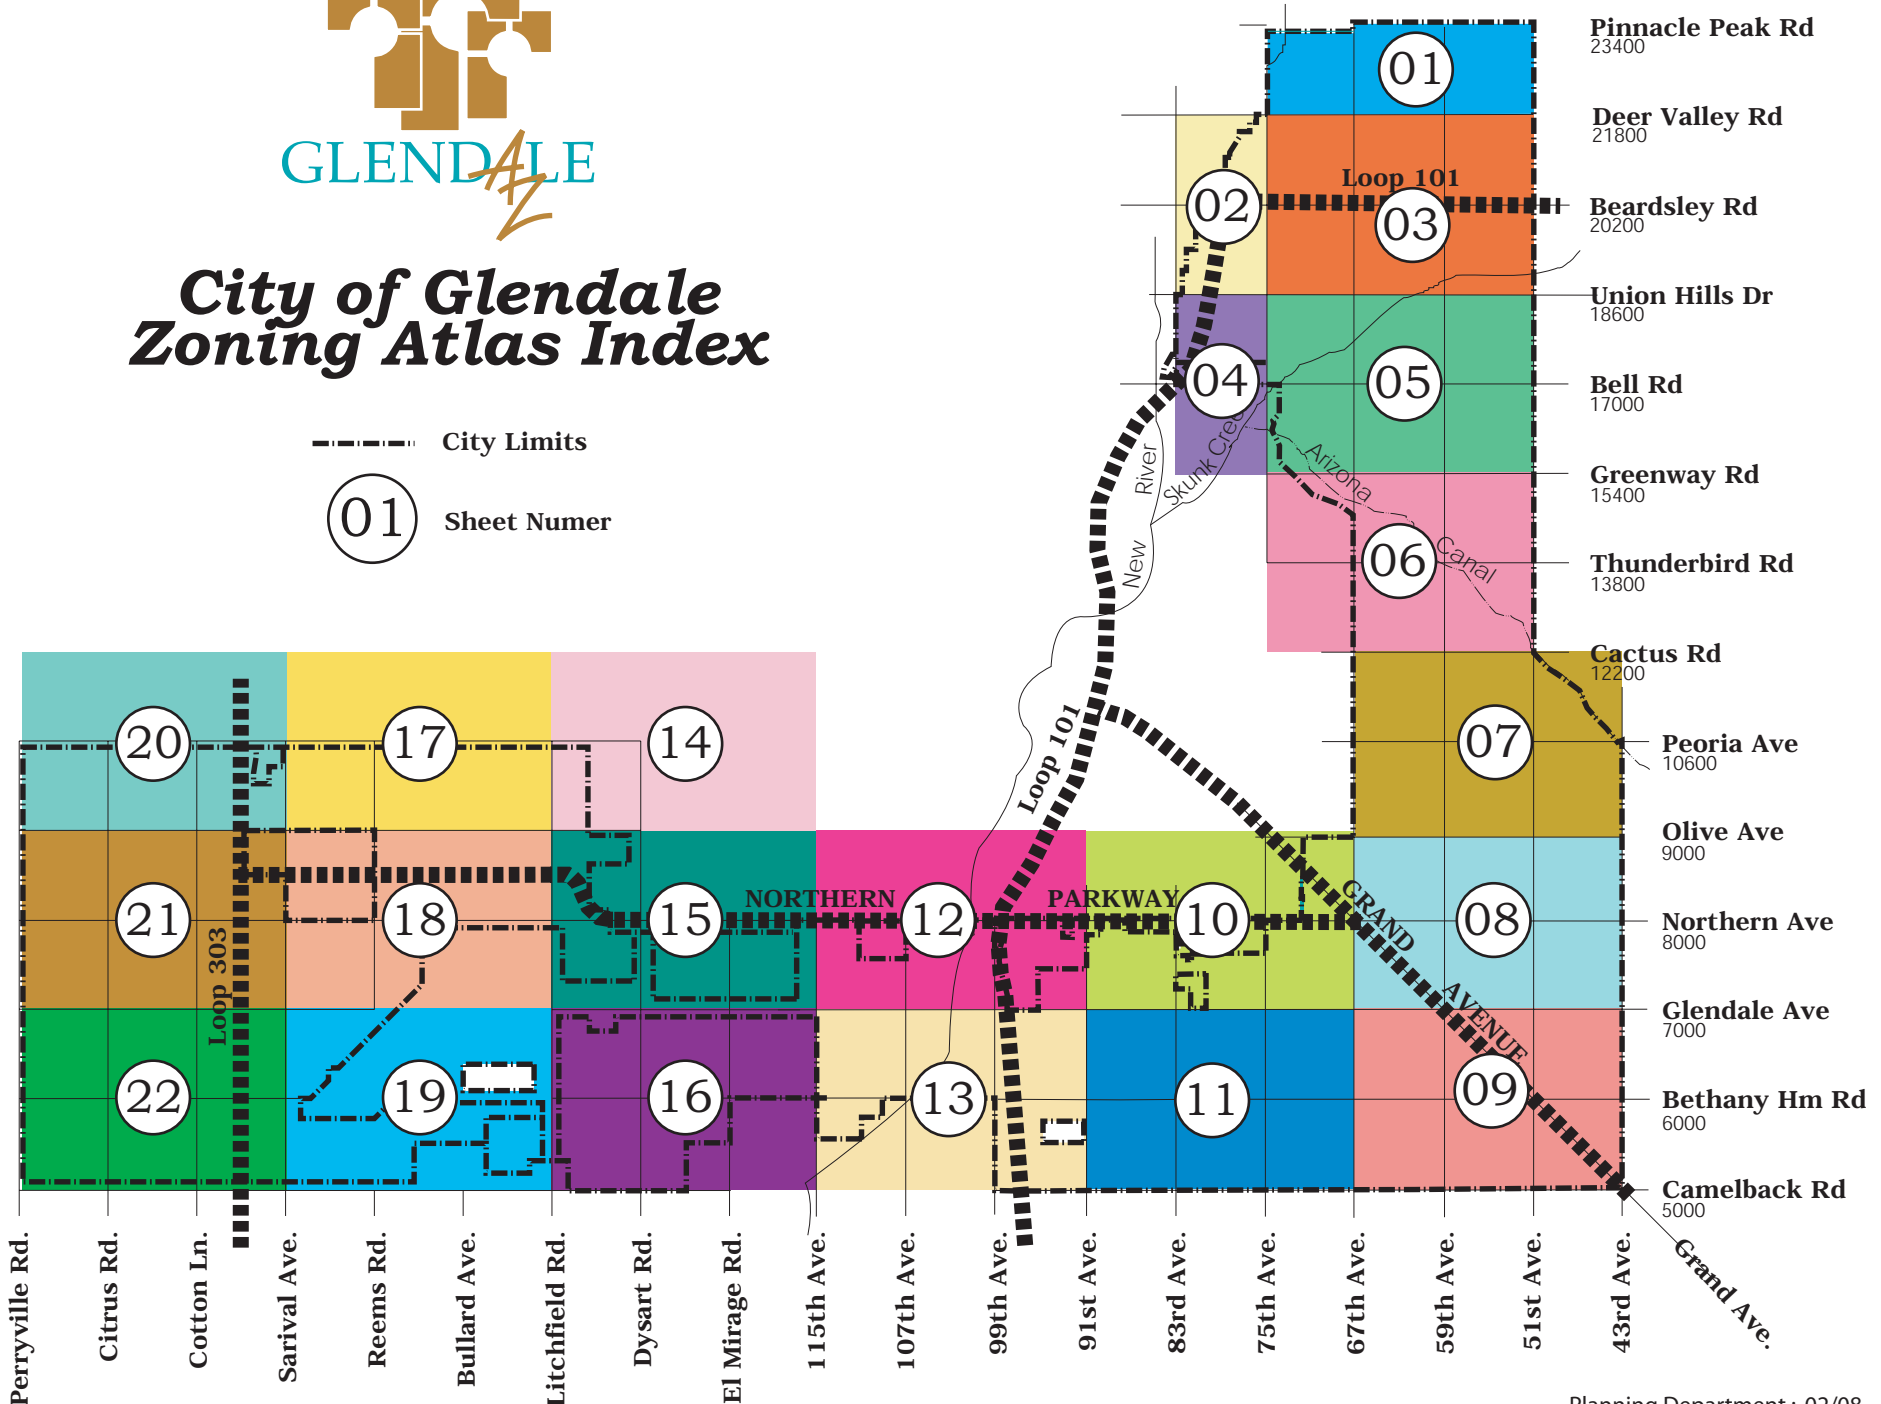 GLENDALE
AZ
City of Glendale
Zoning Atlas Index
City Limits
01
Sheet Numer
Pinnacle Peak Rd
23400
Deer Valley Rd
21800
Beardsley Rd
20200
Union Hills Dr
18600
Bell Rd
17000
Greenway Rd
15400
Thunderbird Rd
13800
Cactus Rd
12200
Peoria Ave
10600
Olive Ave
9000
Northern Ave
8000
Glendale Ave
7000
Bethany Hm Rd
6000
Camelback Rd
5000
01
Loop 101
02
03
04
05
Skunk Creek
River
New
Arizona
Canal
06
07
Loop 101
20
17
14
NORTHERN
PARKWAY
GRAND
AVENUE
21
18
15
12
10
08
Loop 303
22
19
16
13
11
09
Perryville Rd.
Citrus Rd.
Cotton Ln.
Sarival Ave.
Reems Rd.
Bullard Ave.
Litchfield Rd.
Dysart Rd.
El Mirage Rd.
115th Ave.
107th Ave.
99th Ave.
91st Ave.
83rd Ave.
75th Ave.
67th Ave.
59th Ave.
51st Ave.
43rd Ave.
Grand Ave.
Planning Department : 02/08